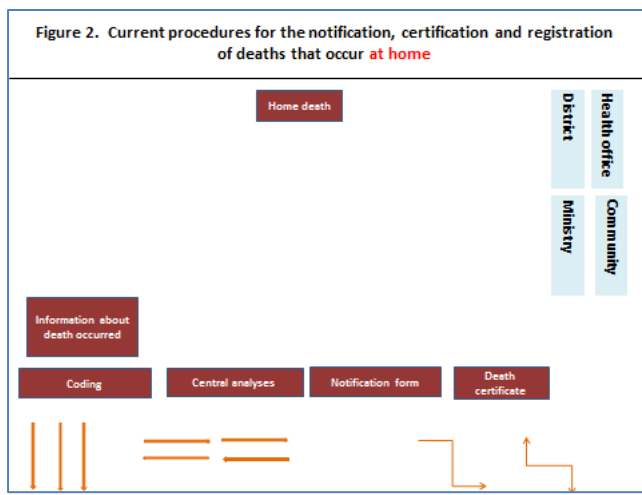 Figure 2. Current procedures for the notification, certification and registration
of deaths that occur at home
Home death
District
Health office
Ministry
Community
Information about
death occurred
Coding
Central analyses
Notification form
Death
certificate